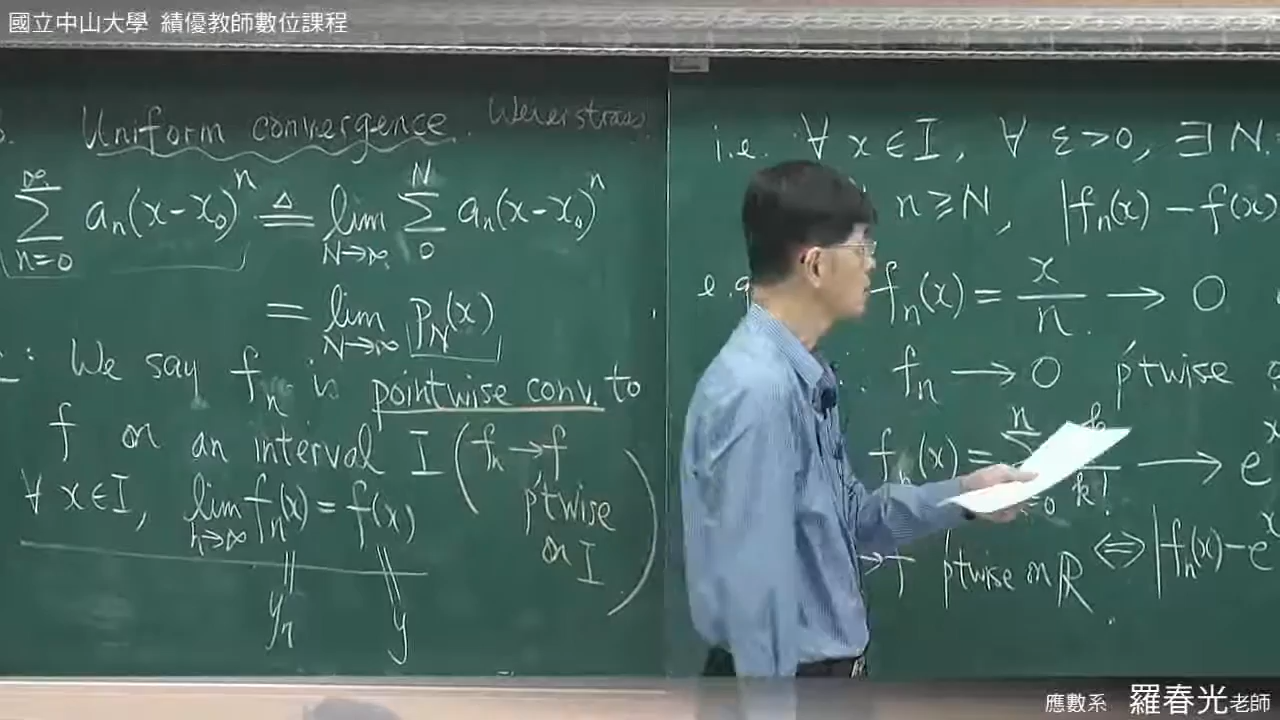 國立中山大學 績優教師數位課程
Uniform convergence. Weierstrass
∑_{n=0}^{∞} a_n(x-x_0)^n ≜ lim_{N→∞} ∑_0^N a_n(x-x_0)^n
= lim_{N→∞} P_N(x)
: We say f_n is pointwise conv. to
f on an interval I (f_n → f
p'twise
on I)
∀ x∈I, lim_{n→∞} f_n(x) = f(x)
‖ ‖
y_n y
i.e. ∀ x∈I, ∀ ε>0, ∃ N.
n≥N, |f_n(x) - f(x)
e.g. f_n(x) = x/n. → 0
f_n → 0 p'twise
f_n(x) = ∑^n /k! → e^x
→ f p'twise on ℝ ⇔ |f_n(x) - e^x
應數系 羅春光老師